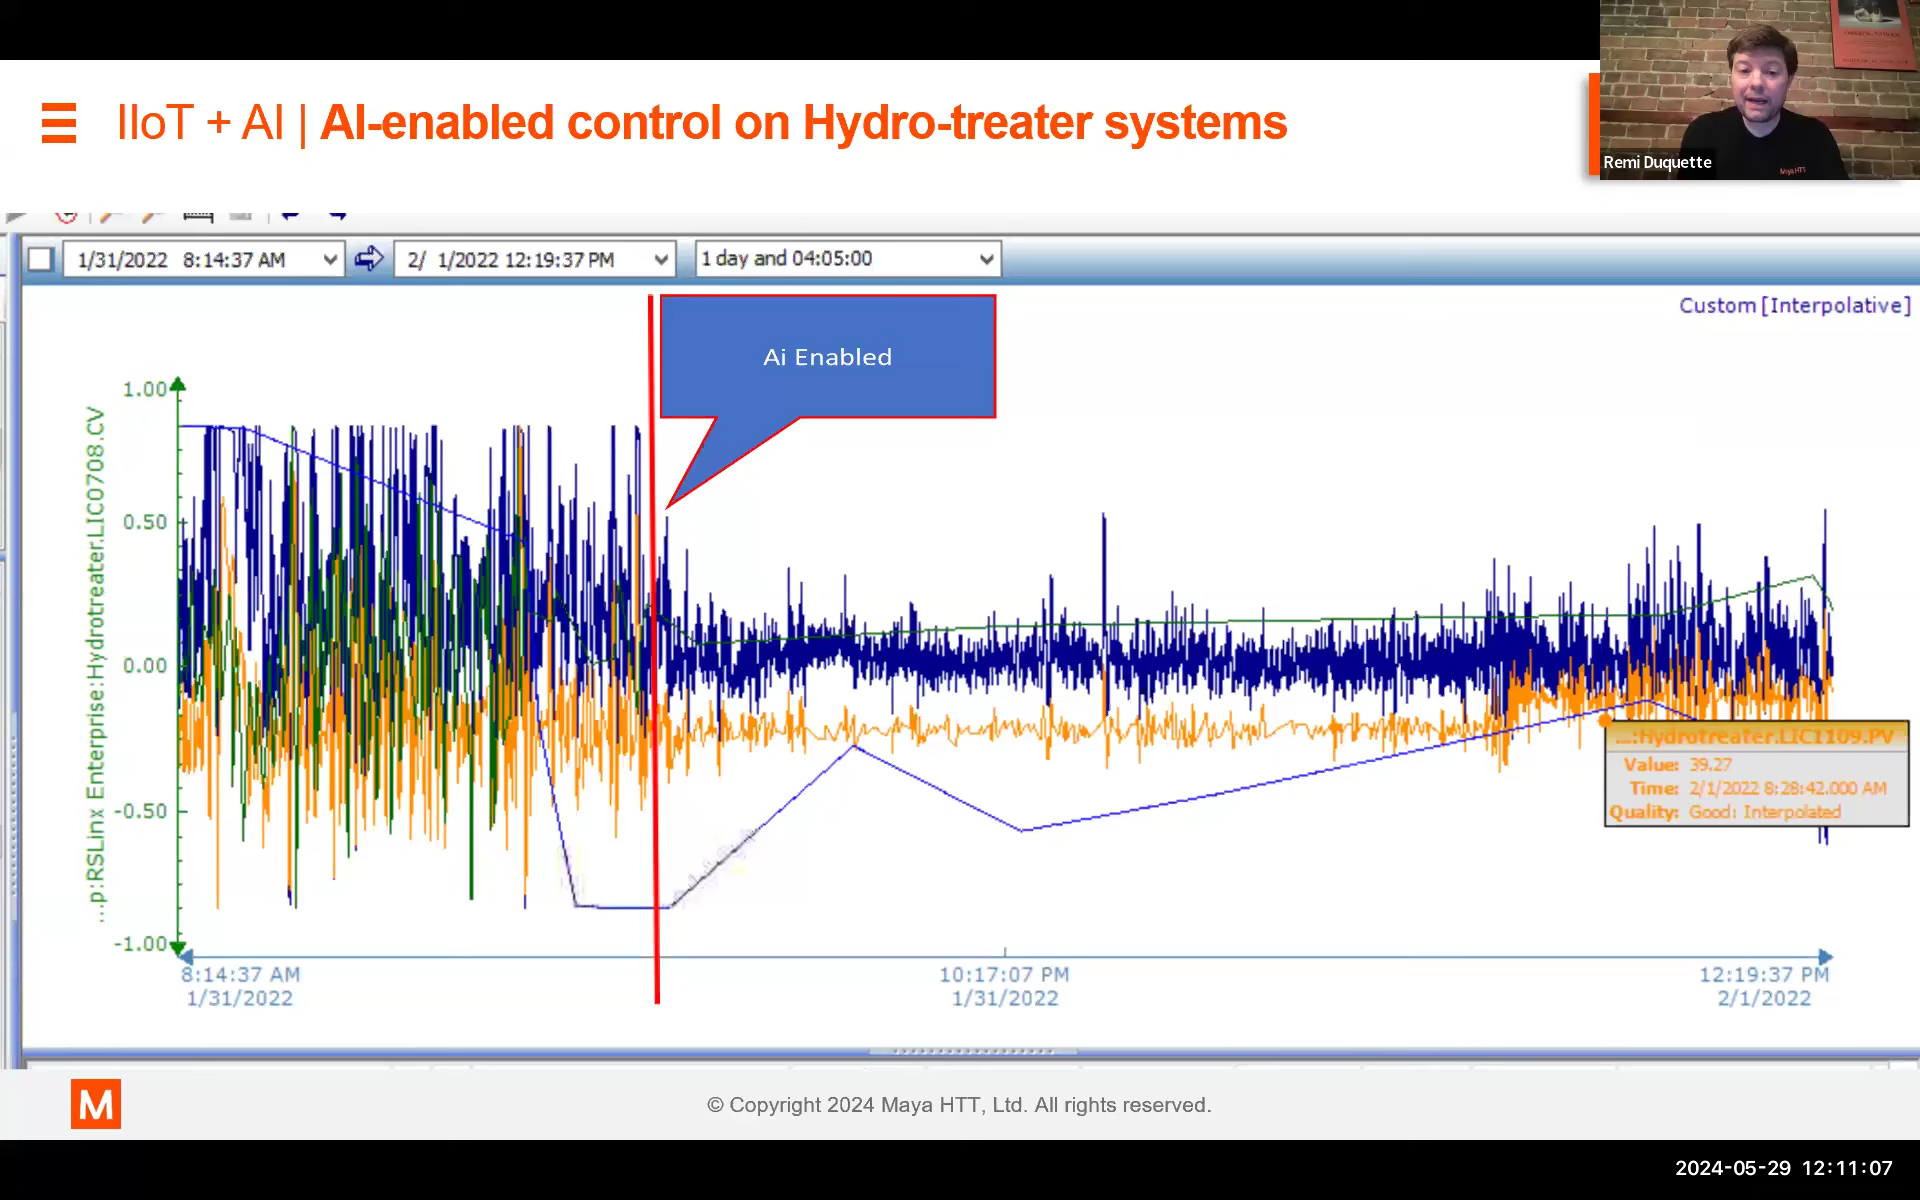 IIoT + AI | AI-enabled control on Hydro-treater systems
Remi Duquette
Maya HTT
1/31/2022 8:14:37 AM
2/ 1/2022 12:19:37 PM
1 day and 04:05:00
Custom [Interpolative]
Ai Enabled
...p:RSLinx Enterprise:Hydrotreater.LIC0708.CV
1.00
0.50
0.00
-0.50
-1.00
...:Hydrotreater.LIC1109.PV
Value: 39.27
Time: 2/1/2022 8:28:42.000 AM
Quality: Good: Interpolated
8:14:37 AM
1/31/2022
10:17:07 PM
1/31/2022
12:19:37 PM
2/1/2022
M
© Copyright 2024 Maya HTT, Ltd. All rights reserved.
2024-05-29 12:11:07